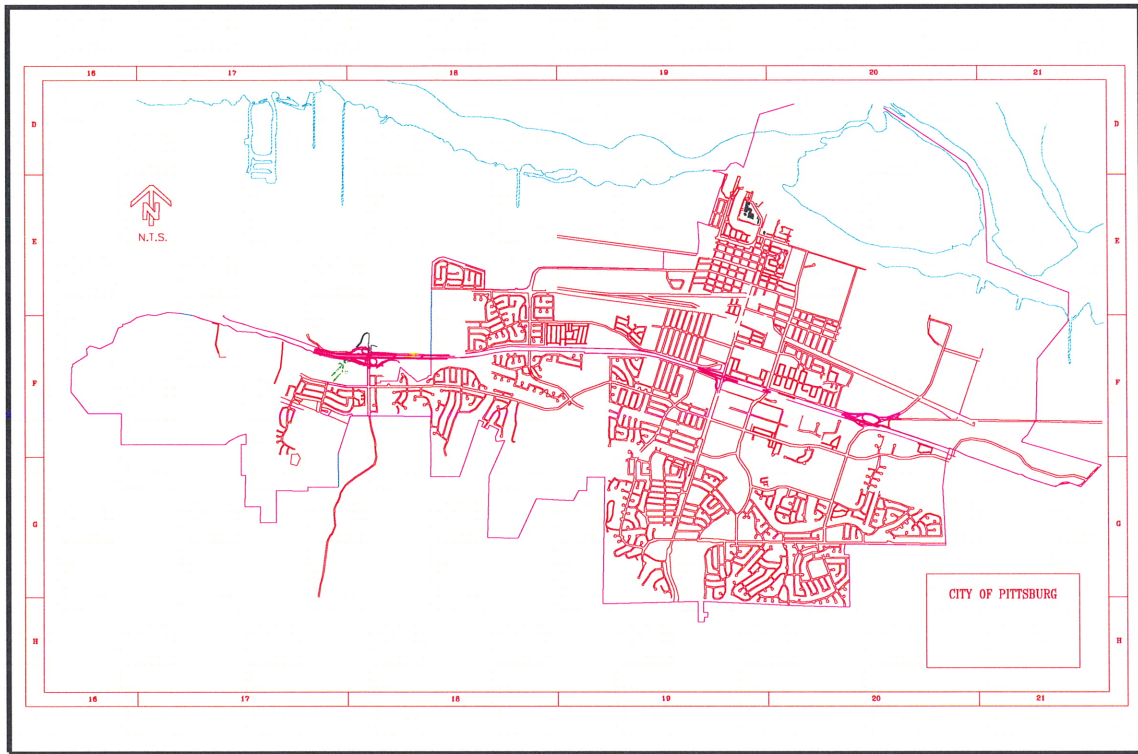 16 17 18 19 20 21
D D
N
N.T.S.
E E
F F
G G
CITY OF PITTSBURG
H H
16 17 18 19 20 21